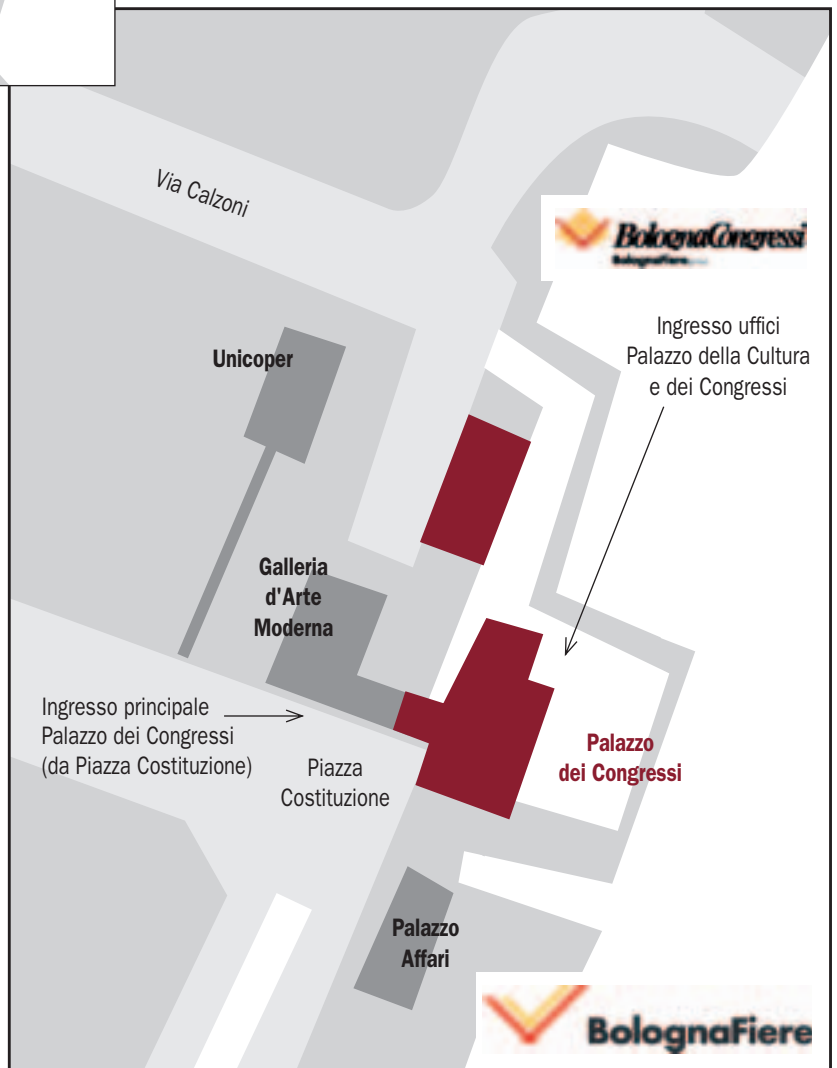 Via Calzoni
BolognaCongressi
Ingresso uffici
Palazzo della Cultura
e dei Congressi
Unicoper
Galleria
d'Arte
Moderna
Ingresso principale
Palazzo dei Congressi
(da Piazza Costituzione)
Piazza
Costituzione
Palazzo
dei Congressi
Palazzo
Affari
BolognaFiere